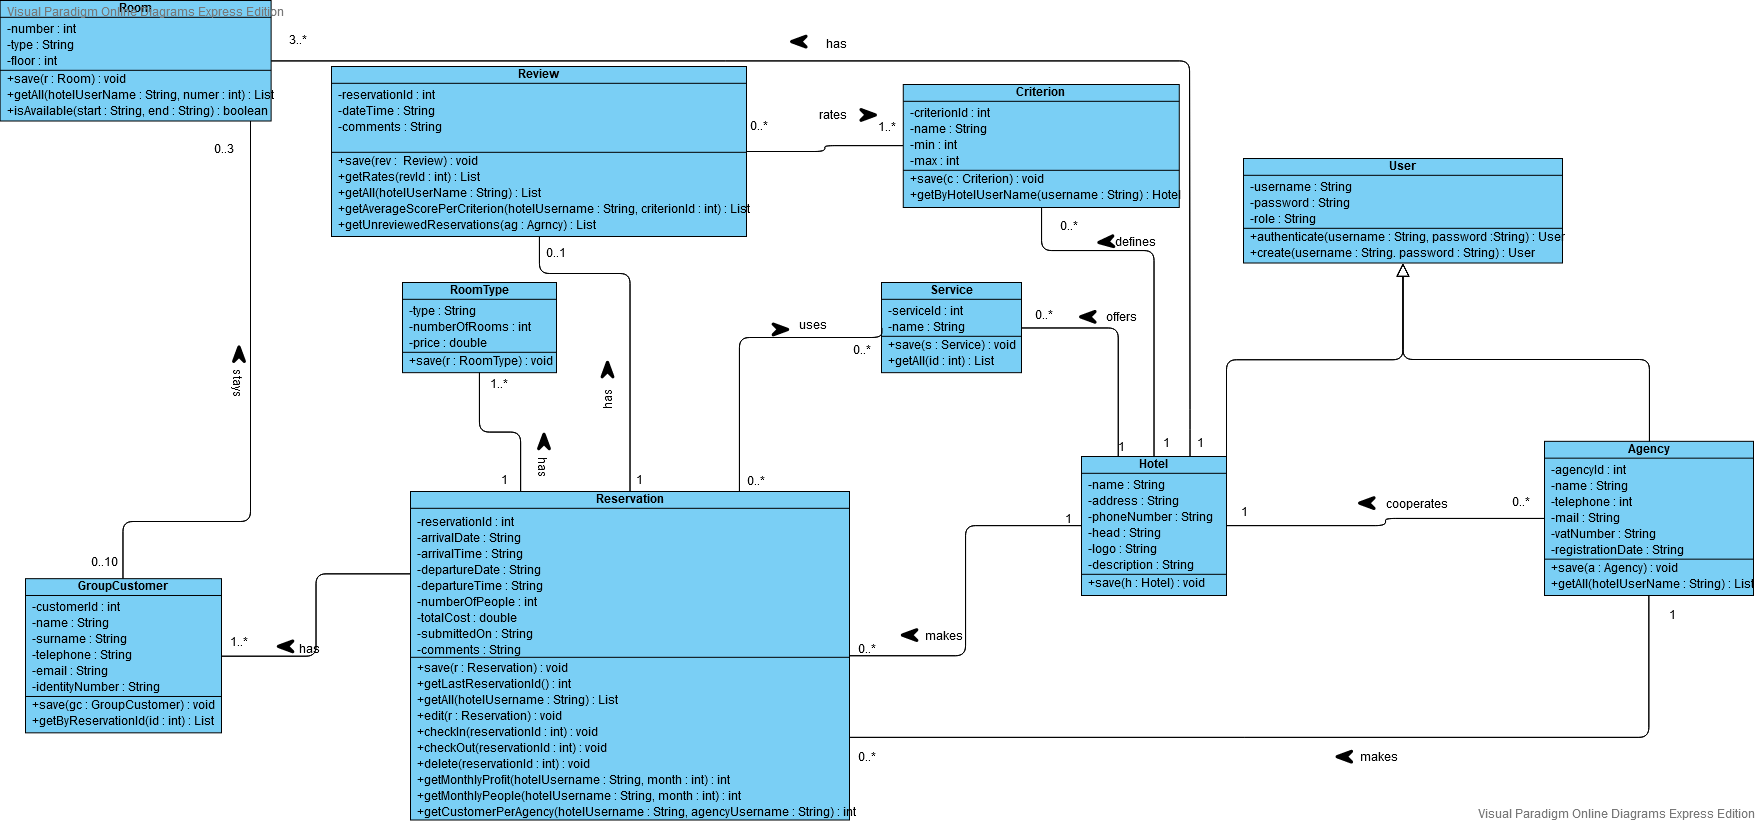 Room
Visual Paradigm Online Diagrams Express Edition
-number : int
-type : String
-floor : int
+save(r : Room) : void
+getAll(hotelUserName : String, numer : int) : List
+isAvailable(start : String, end : String) : boolean
3..*
has
0..3
stays
0..10
Review
-reservationId : int
-dateTime : String
-comments : String
+save(rev : Review) : void
+getRates(revId : int) : List
+getAll(hotelUserName : String) : List
+getAverageScorePerCriterion(hotelUsername : String, criterionId : int) : List
+getUnreviewedReservations(ag : Agrncy) : List
rates
0..*
1..*
Criterion
-criterionId : int
-name : String
-min : int
-max : int
+save(c : Criterion) : void
+getByHotelUserName(username : String) : Hotel
0..*
defines
User
-username : String
-password : String
-role : String
+authenticate(username : String, password :String) : User
+create(username : String. password : String) : User
0..1
RoomType
-type : String
-numberOfRooms : int
-price : double
+save(r : RoomType) : void
1..*
has
1
has
1
Service
-serviceId : int
-name : String
+save(s : Service) : void
+getAll(id : int) : List
uses
0..*
0..*
0..*
offers
1
1
1
Hotel
-name : String
-address : String
-phoneNumber : String
-head : String
-logo : String
-description : String
+save(h : Hotel) : void
1
1
cooperates
0..*
Agency
-agencyId : int
-name : String
-telephone : int
-mail : String
-vatNumber : String
-registrationDate : String
+save(a : Agency) : void
+getAll(hotelUserName : String) : List
1
GroupCustomer
-customerId : int
-name : String
-surname : String
-telephone : String
-email : String
-identityNumber : String
+save(gc : GroupCustomer) : void
+getByReservationId(id : int) : List
1..*
has
Reservation
-reservationId : int
-arrivalDate : String
-arrivalTime : String
-departureDate : String
-departureTime : String
-numberOfPeople : int
-totalCost : double
-submittedOn : String
-comments : String
+save(r : Reservation) : void
+getLastReservationId() : int
+getAll(hotelUsername : String) : List
+edit(r : Reservation) : void
+checkIn(reservationId : int) : void
+checkOut(reservationId : int) : void
+delete(reservationId : int) : void
+getMonthlyProfit(hotelUsername : String, month : int) : int
+getMonthlyPeople(hotelUsername : String, month : int) : int
+getCustomerPerAgency(hotelUsername : String, agencyUsername : String) : int
makes
0..*
0..*
makes
Visual Paradigm Online Diagrams Express Edition